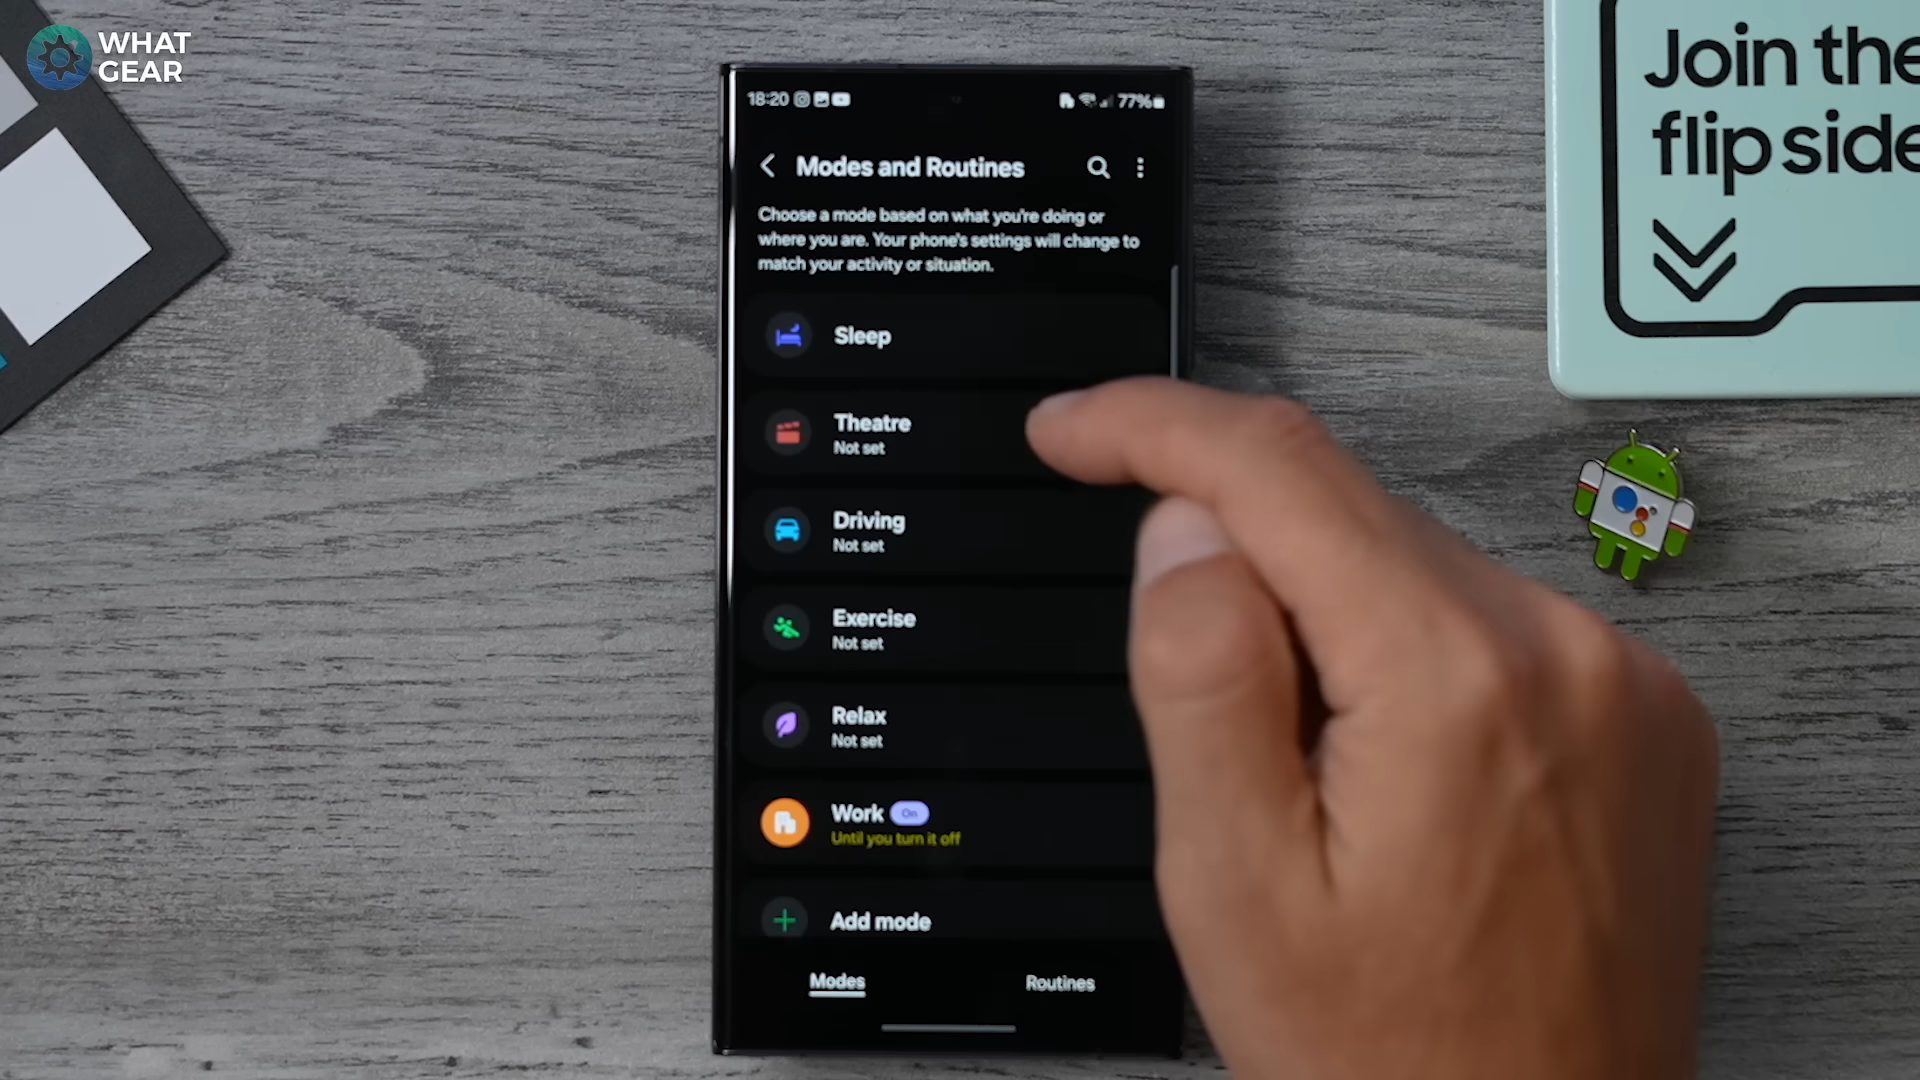 WHAT
GEAR
Join the
flip side
18:20
77%
Modes and Routines
Choose a mode based on what you're doing or
where you are. Your phone's settings will change to
match your activity or situation.
Sleep
Theatre
Not set
Driving
Not set
Exercise
Not set
Relax
Not set
Work On
Until you turn it off
Add mode
Modes
Routines